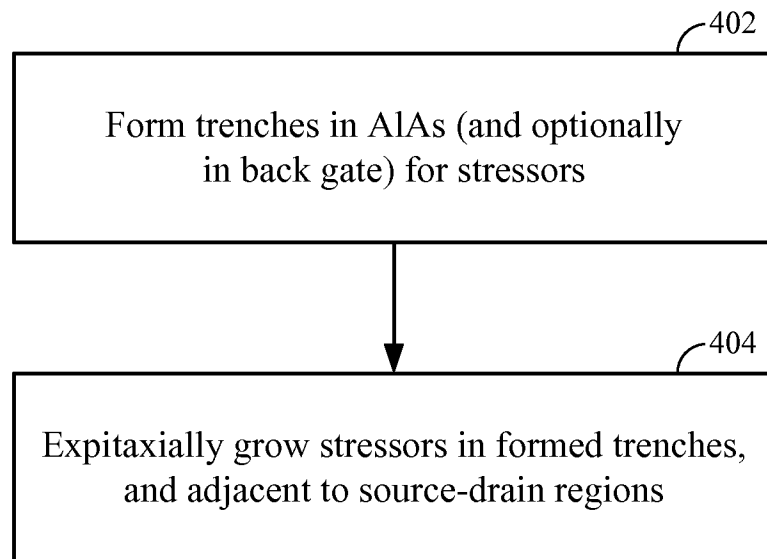 402
Form trenches in AlAs (and optionally
in back gate) for stressors
404
Expitaxially grow stressors in formed trenches,
and adjacent to source-drain regions